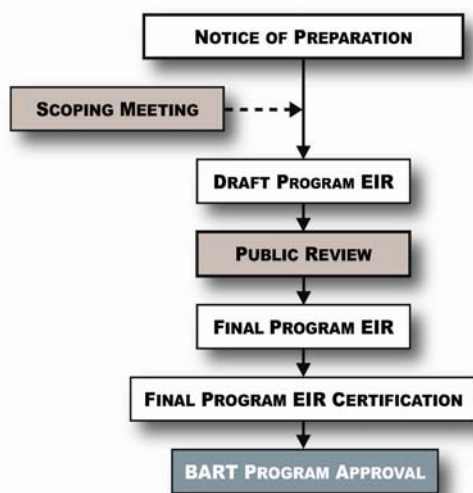 NOTICE OF PREPARATION
SCOPING MEETING
DRAFT PROGRAM EIR
PUBLIC REVIEW
FINAL PROGRAM EIR
FINAL PROGRAM EIR CERTIFICATION
BART PROGRAM APPROVAL